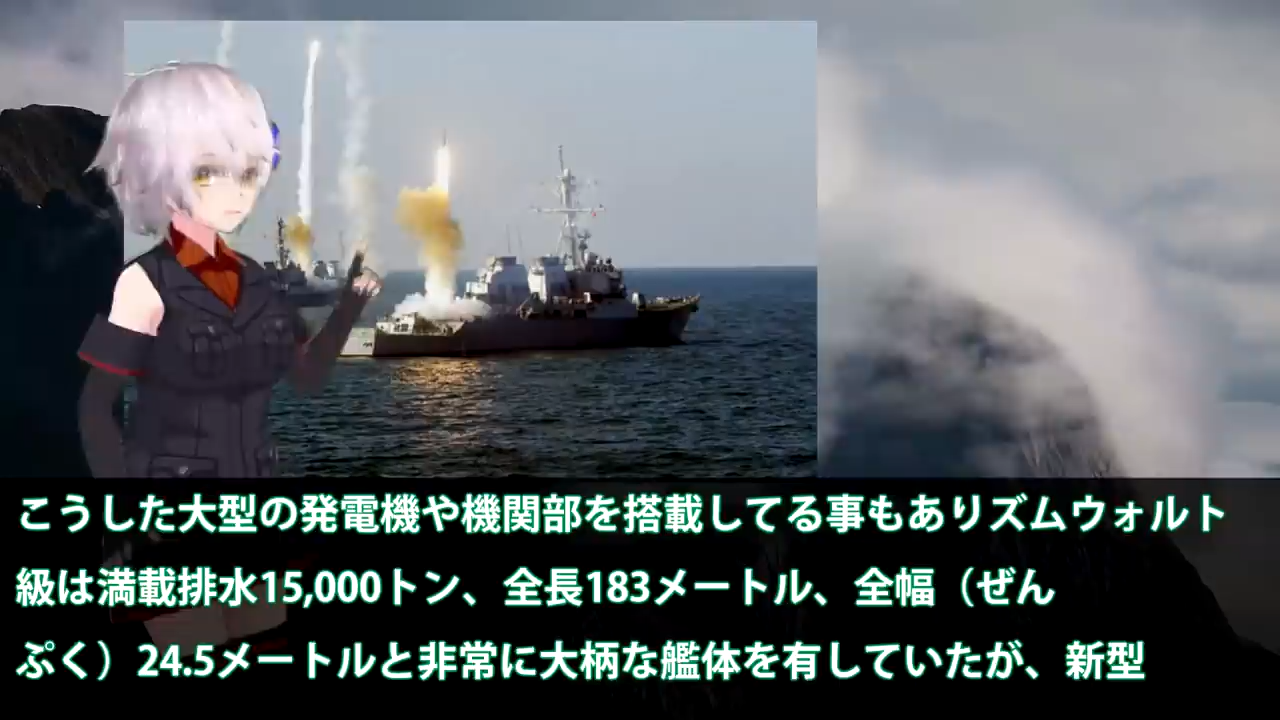 こうした大型の発電機や機関部を搭載してる事もありズムウォルト
級は満載排水15,000トン、全長183メートル、全幅（ぜん
ぷく）24.5メートルと非常に大柄な艦体を有していたが、新型